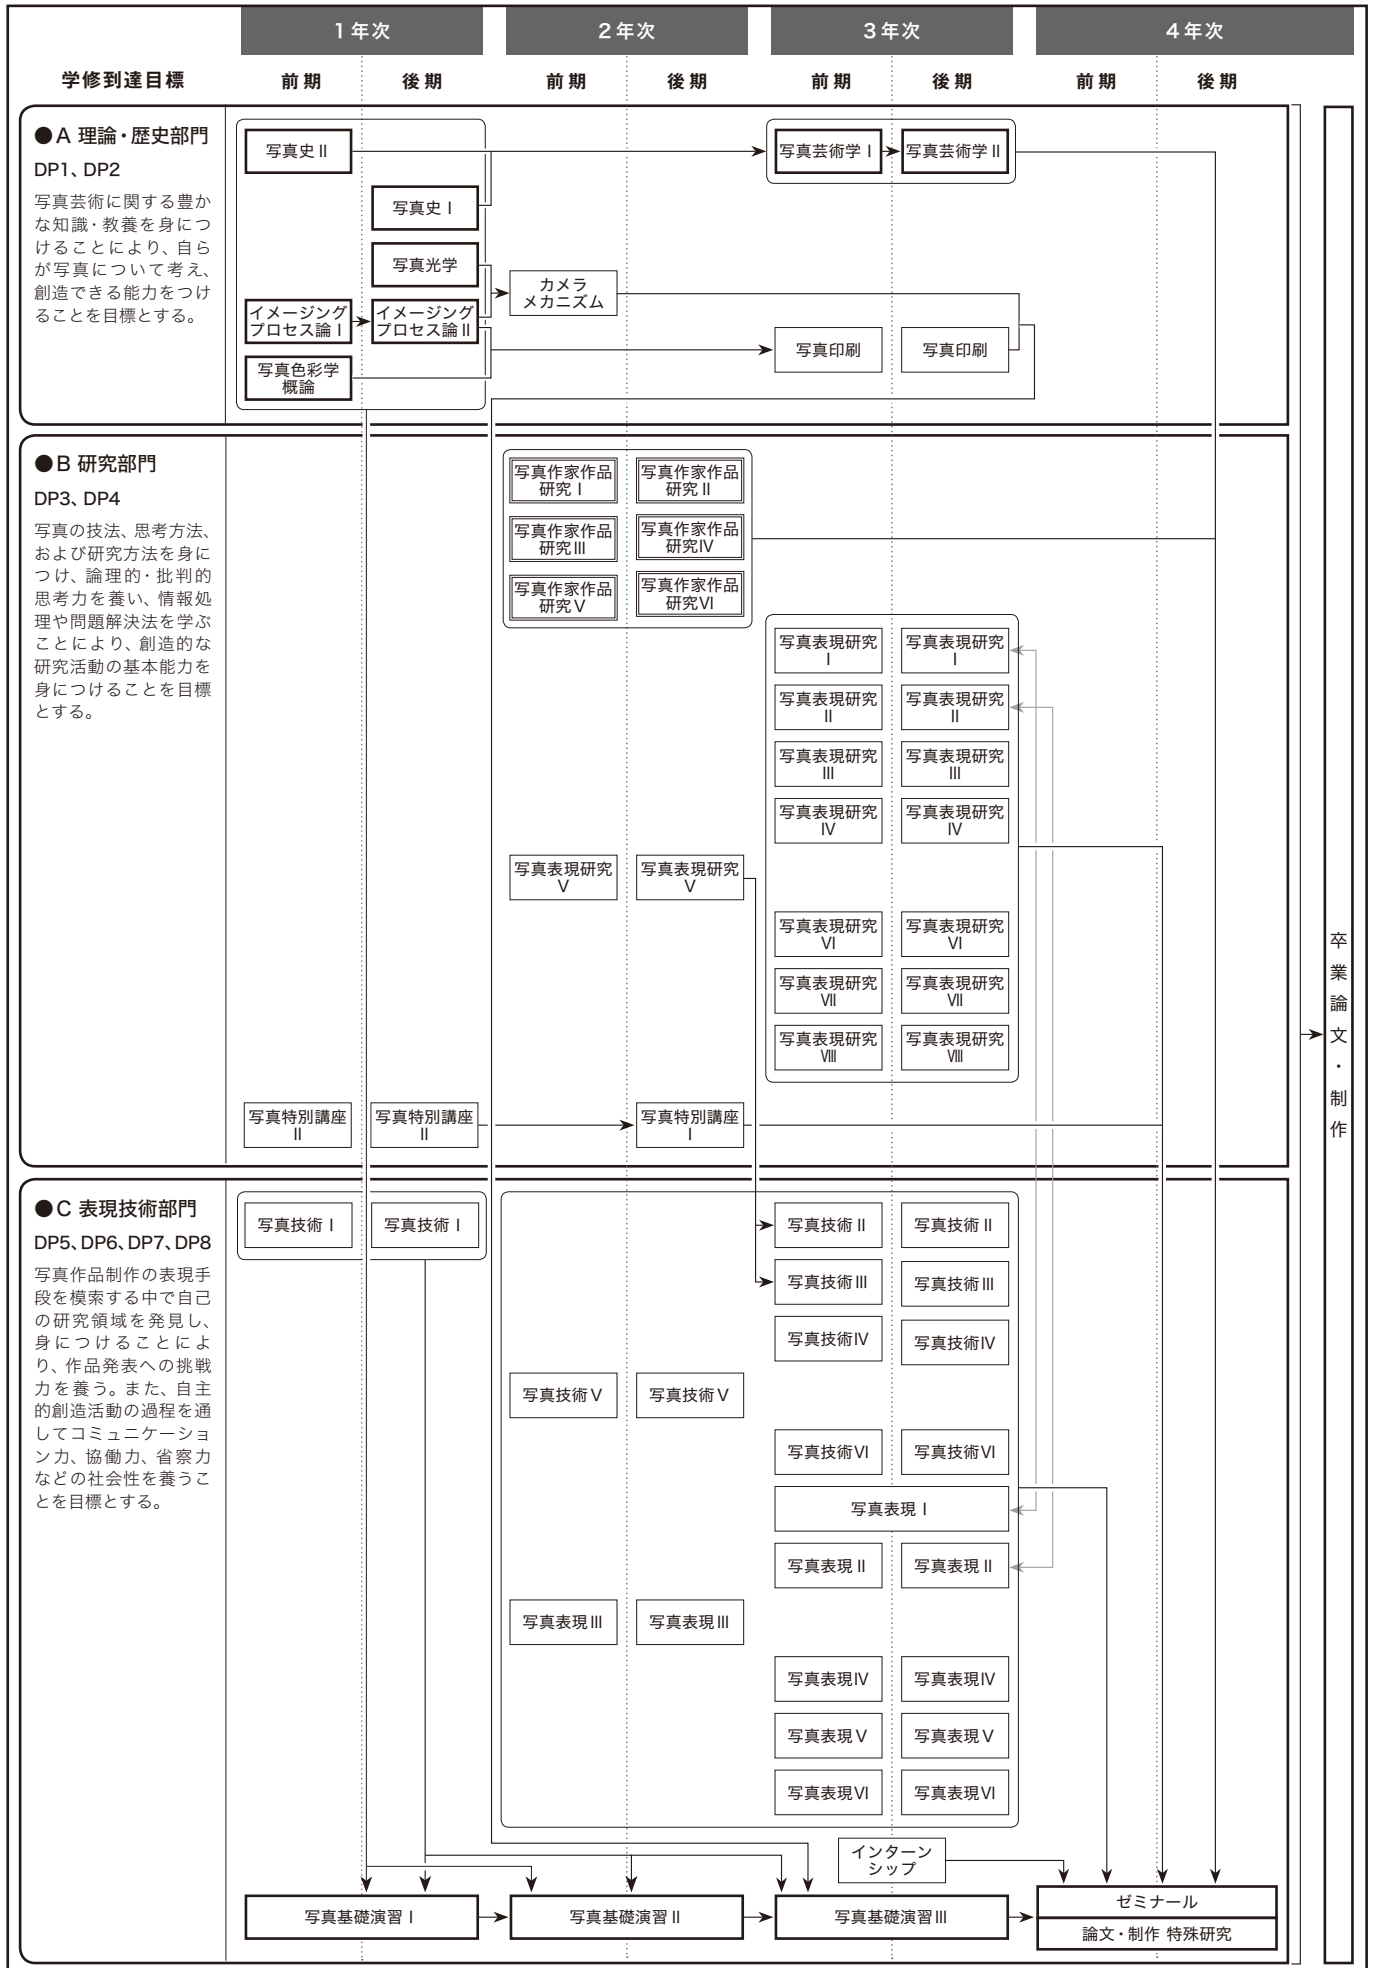 1年次
2年次
3年次
4年次
学修到達目標
前期
後期
前期
後期
前期
後期
前期
後期
●A 理論・歴史部門
DP1、DP2
写真芸術に関する豊か
な知識・教養を身につ
けることにより、自ら
が写真について考え、
創造できる能力をつけ
ることを目標とする。
写真史Ⅱ
写真芸術学Ⅰ
写真芸術学Ⅱ
写真史Ⅰ
写真光学
カメラ
メカニズム
イメージング
プロセス論Ⅰ
イメージング
プロセス論Ⅱ
写真印刷
写真印刷
写真色彩学
概論
●B 研究部門
DP3、DP4
写真の技法、思考方法、
および研究方法を身に
つけ、論理的・批判的
思考力を養い、情報処
理や問題解決法を学ぶ
ことにより、創造的な
研究活動の基本能力を
身につけることを目標
とする。
写真作家作品
研究Ⅰ
写真作家作品
研究Ⅱ
写真作家作品
研究Ⅲ
写真作家作品
研究Ⅳ
写真作家作品
研究Ⅴ
写真作家作品
研究Ⅵ
写真表現研究
Ⅰ
写真表現研究
Ⅰ
写真表現研究
Ⅱ
写真表現研究
Ⅱ
写真表現研究
Ⅲ
写真表現研究
Ⅲ
写真表現研究
Ⅳ
写真表現研究
Ⅳ
写真表現研究
Ⅴ
写真表現研究
Ⅴ
写真表現研究
Ⅵ
写真表現研究
Ⅵ
写真表現研究
Ⅶ
写真表現研究
Ⅶ
写真表現研究
Ⅷ
写真表現研究
Ⅷ
写真特別講座
Ⅱ
写真特別講座
Ⅱ
写真特別講座
Ⅰ
●C 表現技術部門
DP5、DP6、DP7、DP8
写真作品制作の表現手
段を模索する中で自己
の研究領域を発見し、
身につけることによ
り、作品発表への挑戦
力を養う。また、自主
的創造活動の過程を通
してコミュニケーショ
ン力、協働力、省察力
などの社会性を養うこ
とを目標とする。
写真技術Ⅰ
写真技術Ⅰ
写真技術Ⅱ
写真技術Ⅱ
写真技術Ⅲ
写真技術Ⅲ
写真技術Ⅳ
写真技術Ⅳ
写真技術Ⅴ
写真技術Ⅴ
写真技術Ⅵ
写真技術Ⅵ
写真表現Ⅰ
写真表現Ⅱ
写真表現Ⅱ
写真表現Ⅲ
写真表現Ⅲ
写真表現Ⅳ
写真表現Ⅳ
写真表現Ⅴ
写真表現Ⅴ
写真表現Ⅵ
写真表現Ⅵ
インターン
シップ
写真基礎演習Ⅰ
写真基礎演習Ⅱ
写真基礎演習Ⅲ
ゼミナール
論文・制作 特殊研究
卒業論文・制作